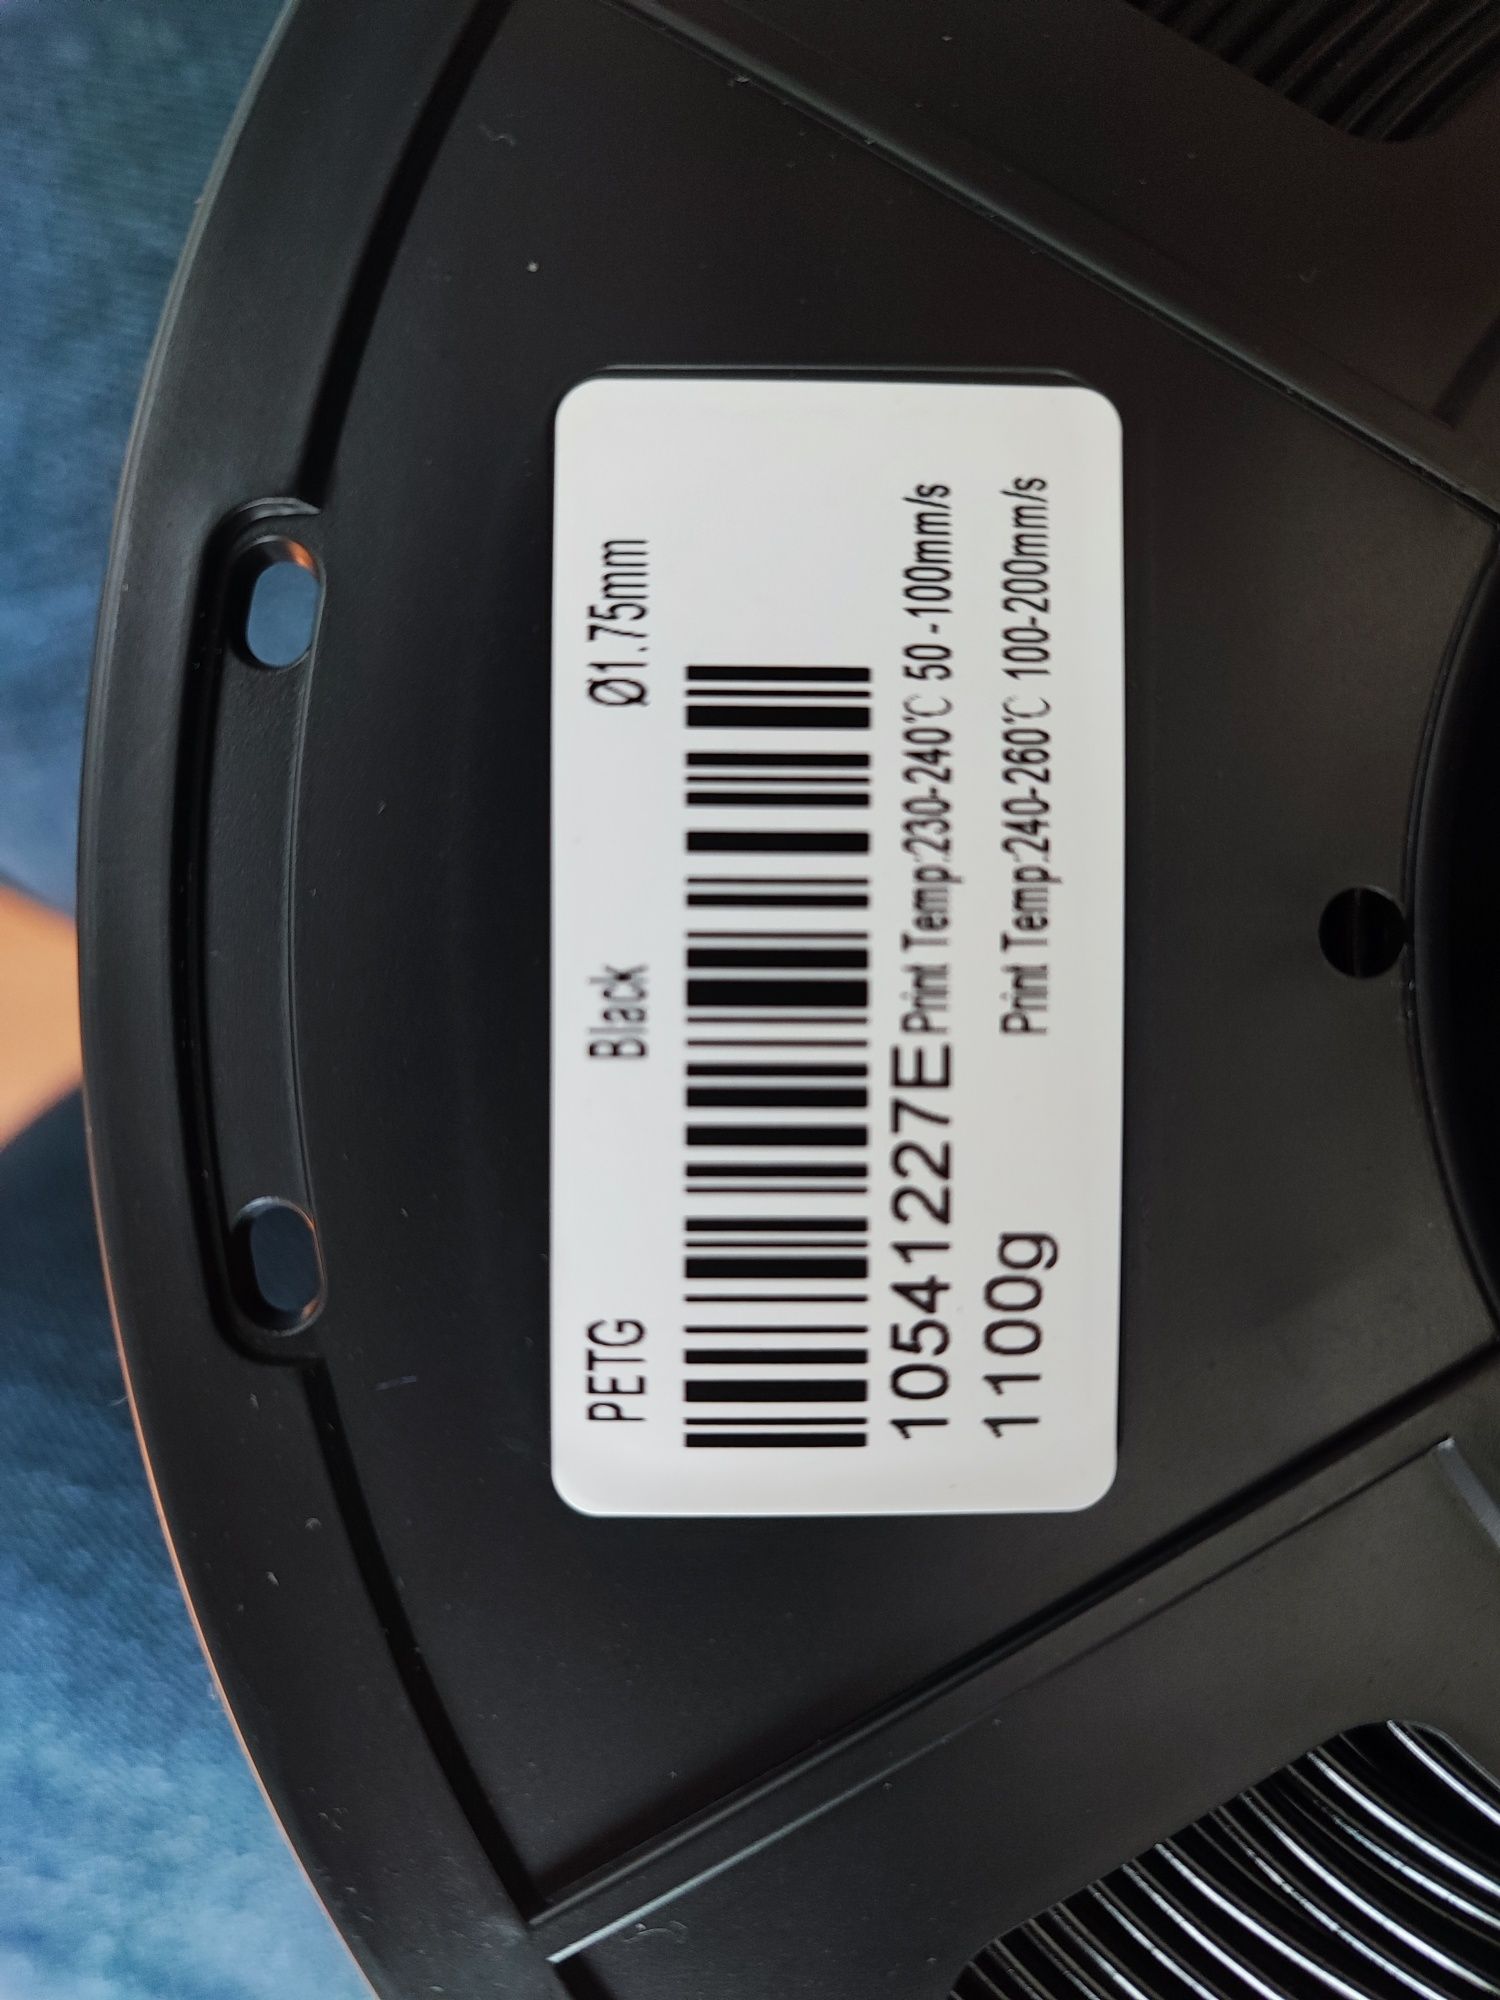 PETG Black Ø1.75mm
10541227E Print Temp:230-240℃ 50 -100mm/s
1100g Print Temp:240-260℃ 100-200mm/s